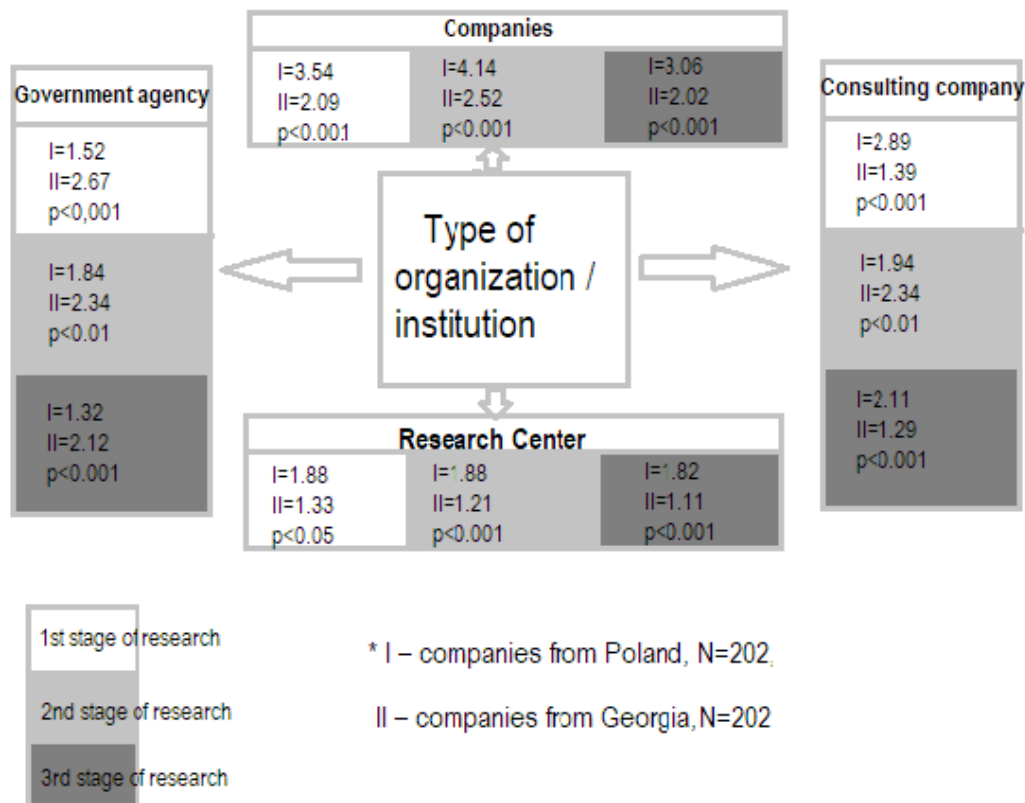 Companies
I=3.54
II=2.09
p<0.001
I=4.14
II=2.52
p<0.001
I=3.06
II=2.02
p<0.001
Government agency
I=1.52
II=2.67
p<0,001
I=1.84
II=2.34
p<0.01
I=1.32
II=2.12
p<0.001
Type of
organization /
institution
Consulting company
I=2.89
II=1.39
p<0.001
I=1.94
II=2.34
p<0.01
I=2.11
II=1.29
p<0.001
Research Center
I=1.88
II=1.33
p<0.05
I=1.88
II=1.21
p<0.001
I=1.82
II=1.11
p<0.001
1st stage of research
2nd stage of research
3rd stage of research
* I – companies from Poland, N=202,
II – companies from Georgia,N=202